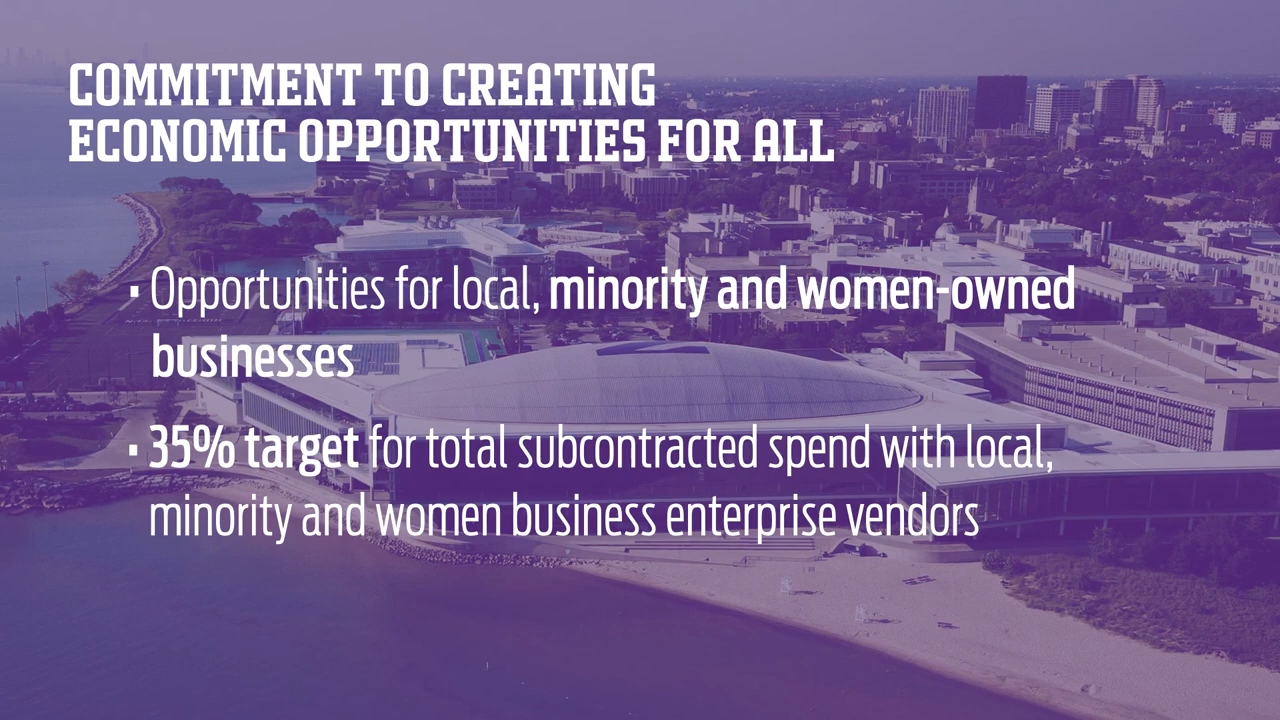 COMMITMENT TO CREATING
ECONOMIC OPPORTUNITIES FOR ALL
▪ Opportunities for local, minority and women-owned
businesses
▪ 35% target for total subcontracted spend with local,
minority and women business enterprise vendors